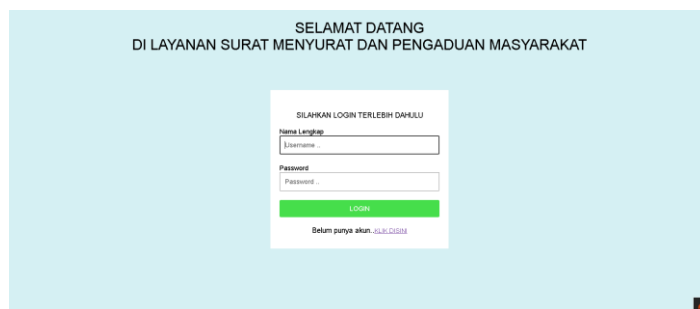 SELAMAT DATANG
DI LAYANAN SURAT MENYURAT DAN PENGADUAN MASYARAKAT
SILAHKAN LOGIN TERLEBIH DAHULU
Nama Lengkap
Username ..
Password
Password ..
LOGIN
Belum punya akun..KLIK DISINI